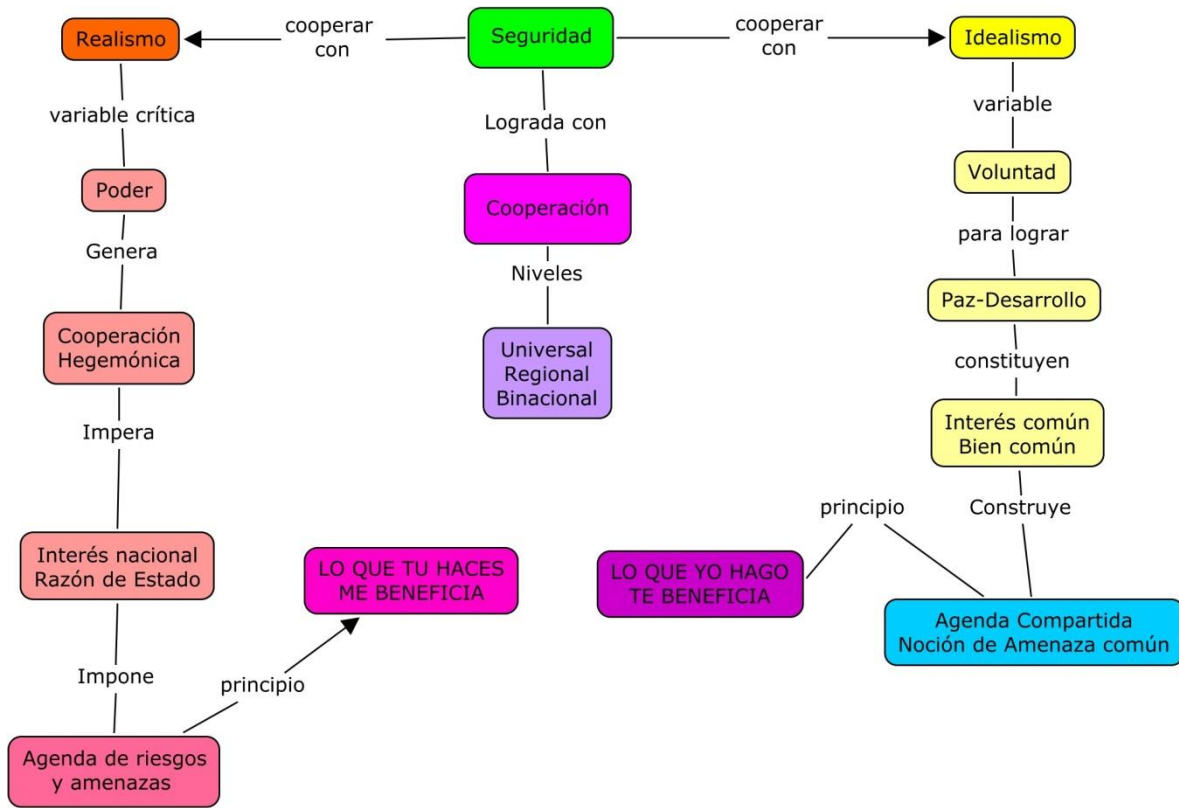 Realismo
cooperar
con
Seguridad
cooperar
con
Idealismo
variable crítica
Lograda con
variable
Poder
Cooperación
Voluntad
Genera
Niveles
para lograr
Cooperación
Hegemónica
Universal
Regional
Binacional
Paz-Desarrollo
constituyen
Impera
Interés común
Bien común
principio
Construye
Interés nacional
Razón de Estado
LO QUE TU HACES
ME BENEFICIA
LO QUE YO HAGO
TE BENEFICIA
Agenda Compartida
Noción de Amenaza común
Impone
principio
Agenda de riesgos
y amenazas